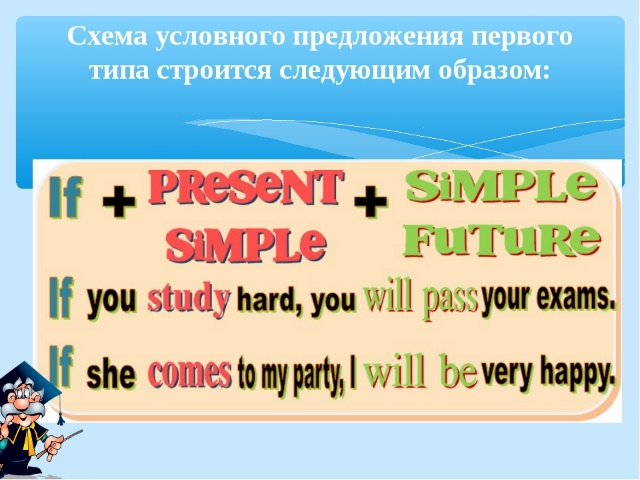 Схема условного предложения первого
типа строится следующим образом:
If + PReSeNT + SiMPLe
SiMPLe FuTuRe
If you study hard, you will pass your exams.
If she comes to my party, I will be very happy.